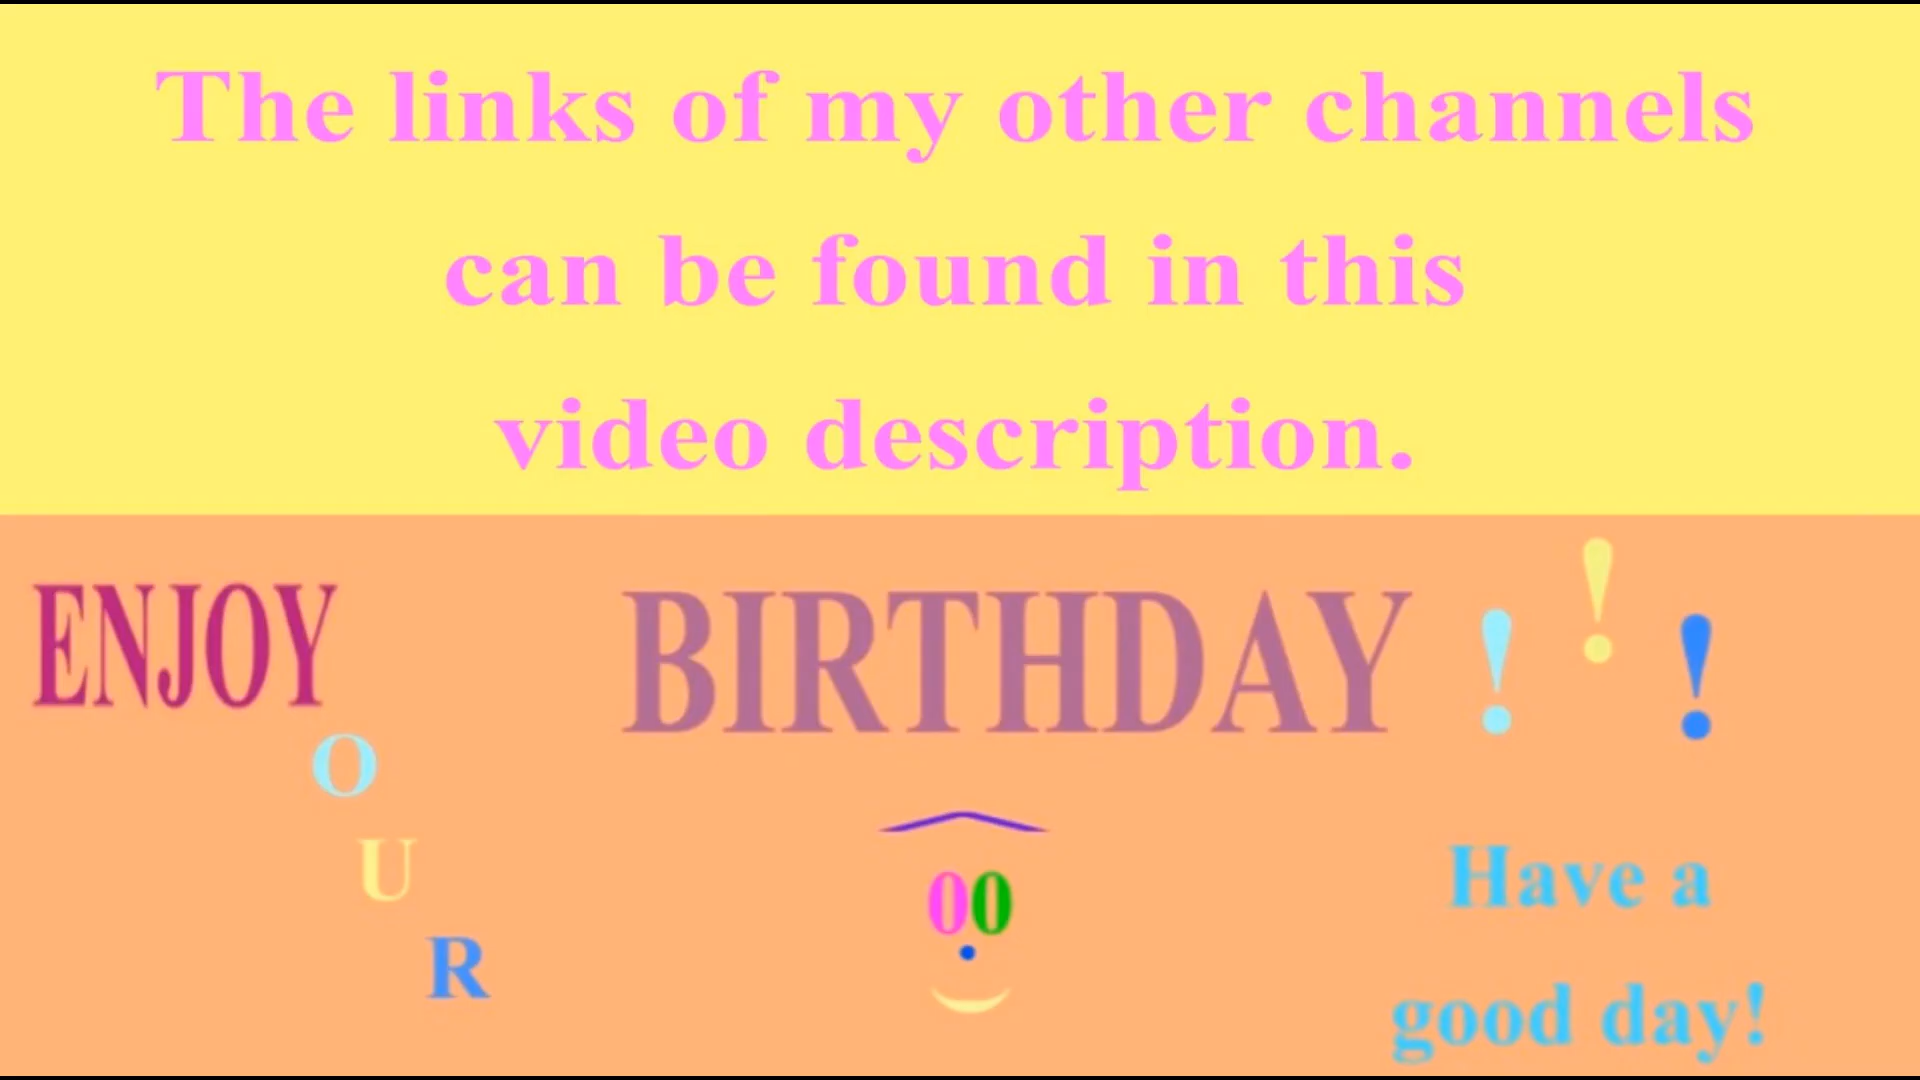 The links of my other channels
can be found in this
video description.
ENJOY
O
U
R
BIRTHDAY ! ! !
00
Have a
good day!